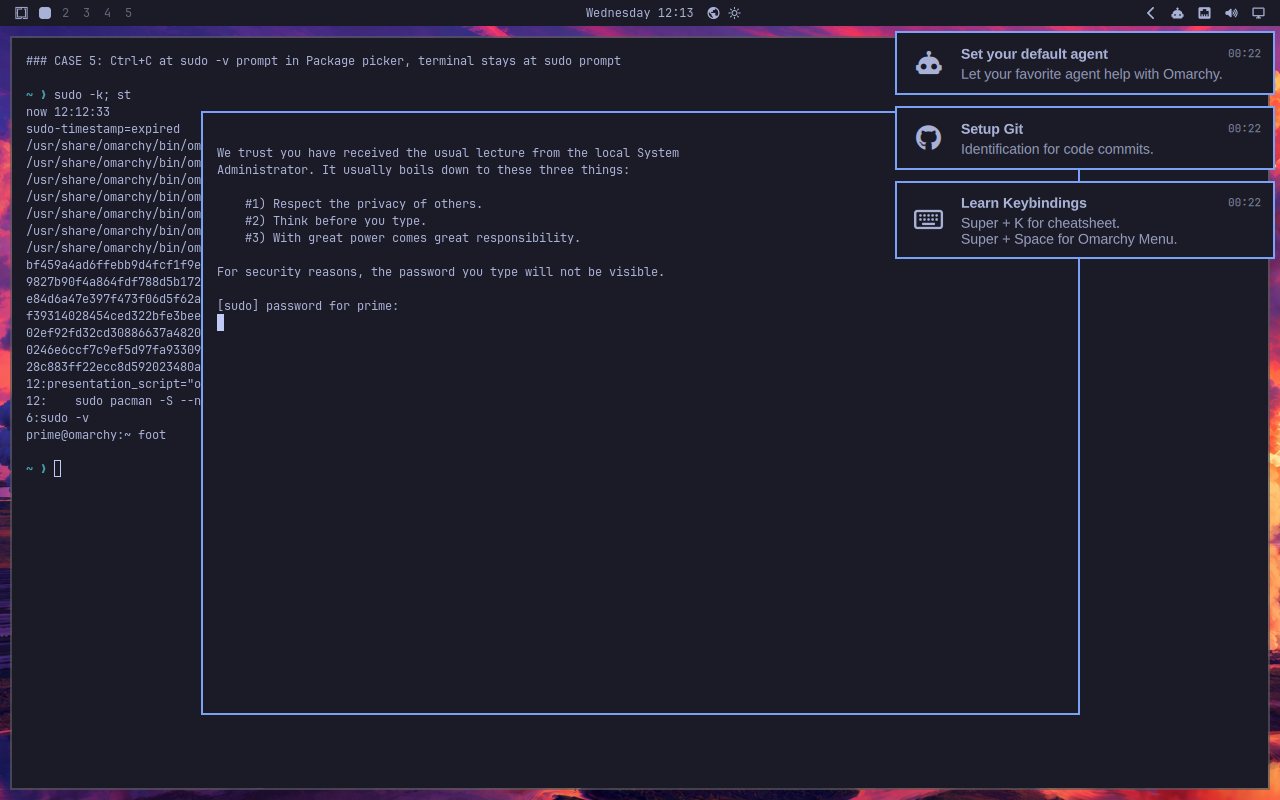 2 3 4 5
Wednesday 12:13
### CASE 5: Ctrl+C at sudo -v prompt in Package picker, terminal stays at sudo prompt
~ ❯ sudo -k; st
now 12:12:33
sudo-timestamp=expired
/usr/share/omarchy/bin/om
/usr/share/omarchy/bin/om
/usr/share/omarchy/bin/om
/usr/share/omarchy/bin/om
/usr/share/omarchy/bin/om
/usr/share/omarchy/bin/om
/usr/share/omarchy/bin/om
bf459a4ad6ffebb9d4fcf1f9e
9827b90f4a864fdf788d5b172
e84d6a47e397f473f06d5f62a
f39314028454ced322bfe3bee
02ef92fd32cd30886637a4820
0246e6ccf7c9ef5d97fa93309
28c883ff22ecc8d592023480a
12:presentation_script="o
12:    sudo pacman -S --n
6:sudo -v
prime@omarchy:~ foot
~ ❯
We trust you have received the usual lecture from the local System
Administrator. It usually boils down to these three things:
#1) Respect the privacy of others.
#2) Think before you type.
#3) With great power comes great responsibility.
For security reasons, the password you type will not be visible.
[sudo] password for prime:
Set your default agent 00:22
Let your favorite agent help with Omarchy.
Setup Git 00:22
Identification for code commits.
Learn Keybindings 00:22
Super + K for cheatsheet.
Super + Space for Omarchy Menu.